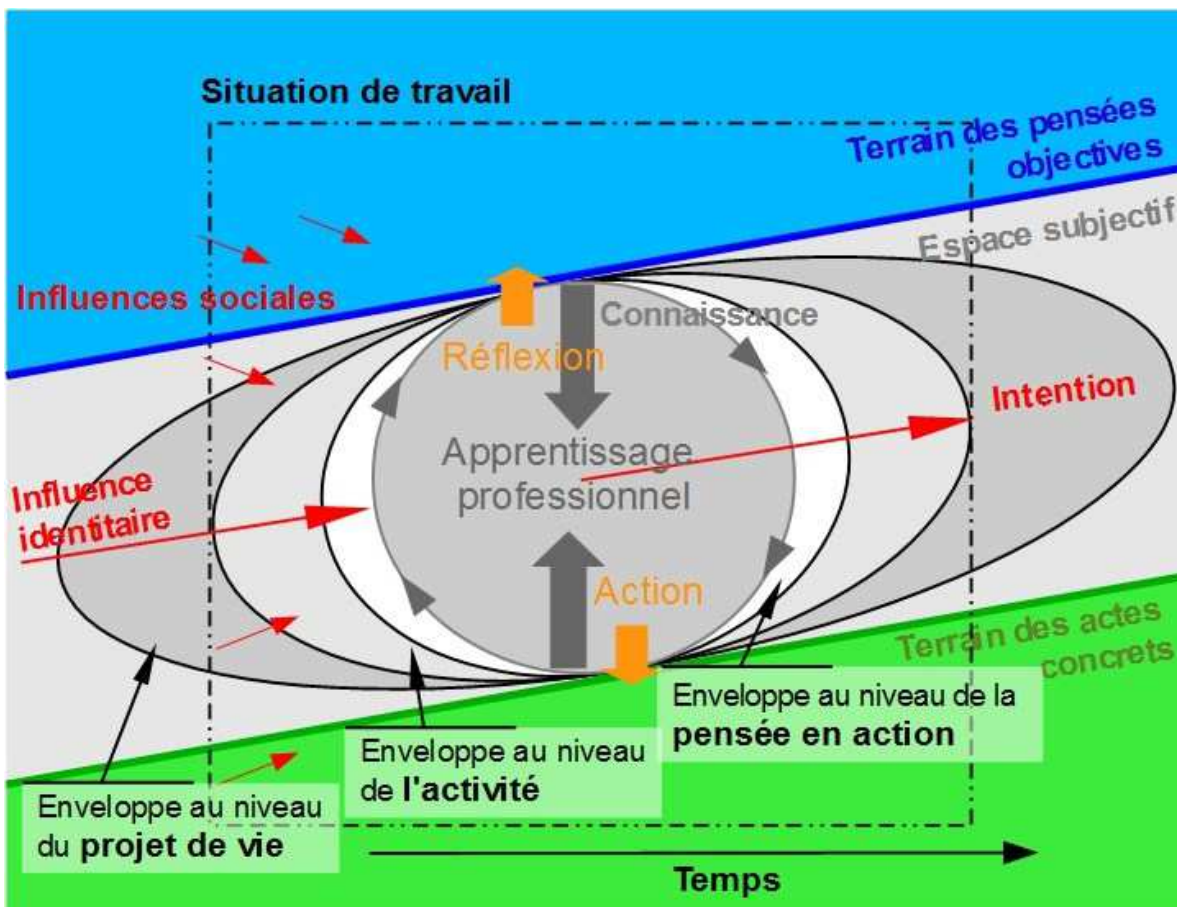 Situation de travail
Terrain des pensées
objectives
Espace subjectif
Influences sociales
Connaissance
Réflexion
Intention
Apprentissage
professionnel
Influence
identitaire
Action
Terrain des actes
concrets
Enveloppe au niveau de la
pensée en action
Enveloppe au niveau
de l'activité
Enveloppe au niveau
du projet de vie
Temps